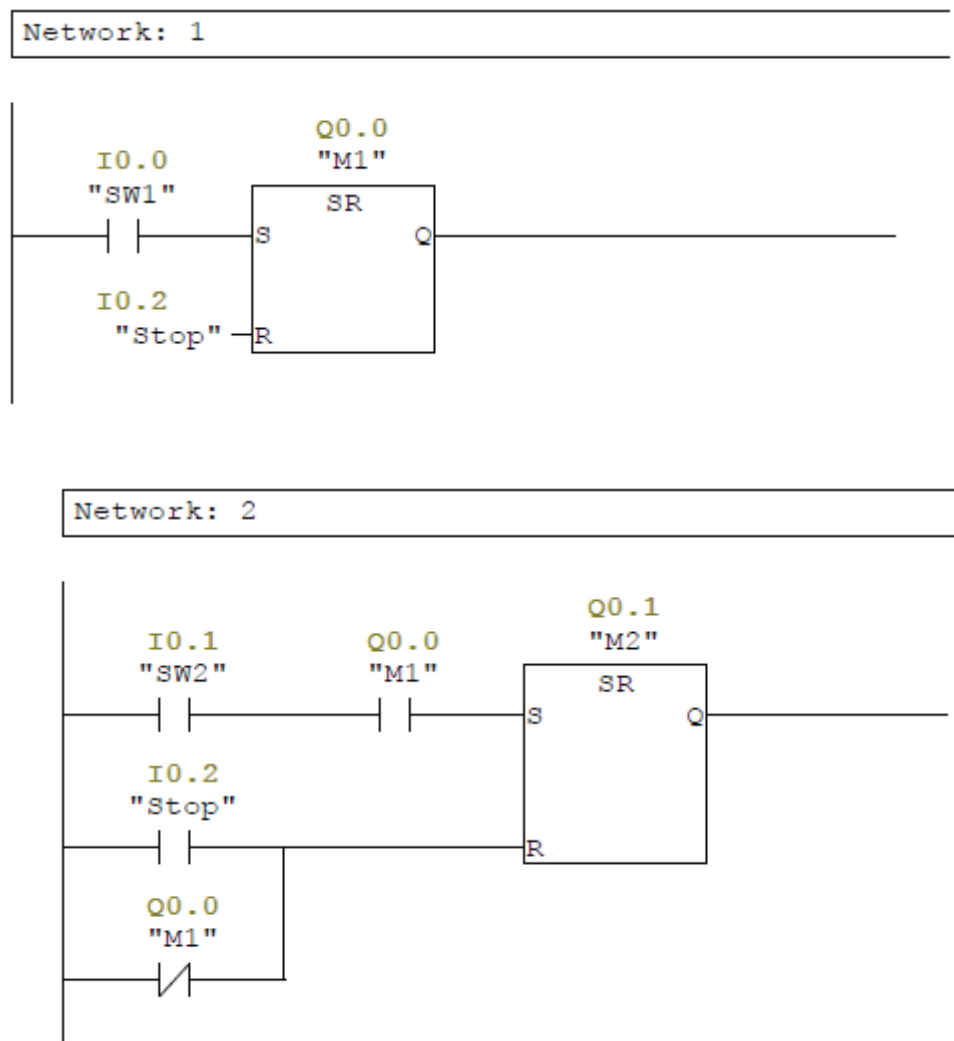 Network: 1
Q0.0
"M1"
I0.0
"SW1"
SR
S
Q
I0.2
"Stop"
R
Network: 2
Q0.1
"M2"
I0.1
"SW2"
Q0.0
"M1"
SR
S
Q
I0.2
"Stop"
R
Q0.0
"M1"